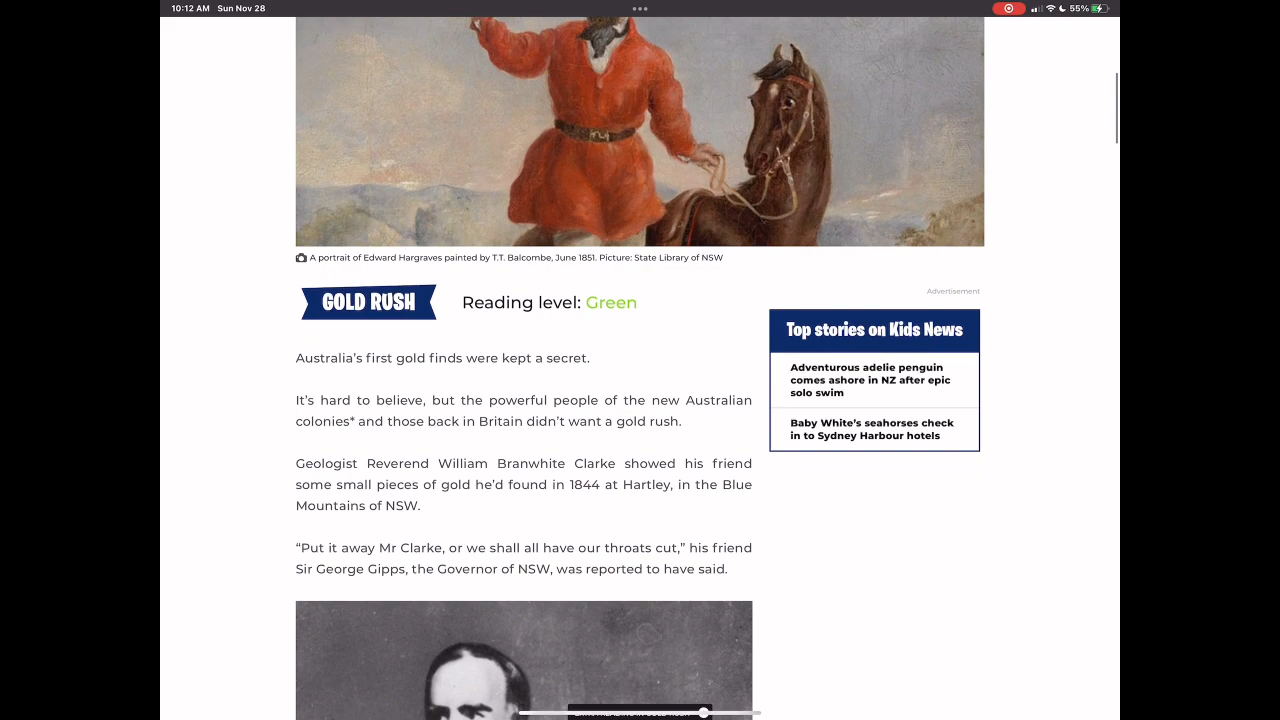 10:12 AM Sun Nov 28
55%
A portrait of Edward Hargraves painted by T.T. Balcombe, June 1851. Picture: State Library of NSW
GOLD RUSH
Reading level: Green
Australia’s first gold finds were kept a secret.
It’s hard to believe, but the powerful people of the new Australian
colonies* and those back in Britain didn’t want a gold rush.
Geologist Reverend William Branwhite Clarke showed his friend
some small pieces of gold he’d found in 1844 at Hartley, in the Blue
Mountains of NSW.
“Put it away Mr Clarke, or we shall all have our throats cut,” his friend
Sir George Gipps, the Governor of NSW, was reported to have said.
Advertisement
Top stories on Kids News
Adventurous adelie penguin
comes ashore in NZ after epic
solo swim
Baby White’s seahorses check
in to Sydney Harbour hotels